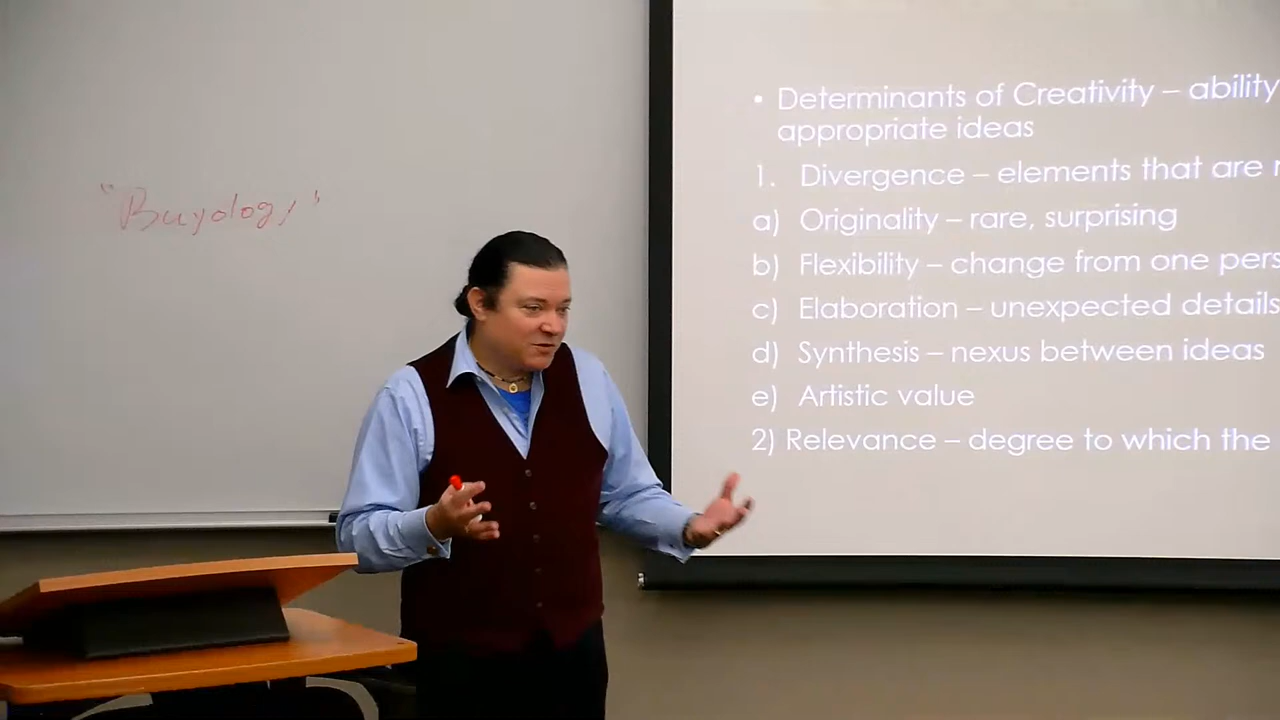 "Buyology"
• Determinants of Creativity – ability
appropriate ideas
1. Divergence – elements that are
a) Originality – rare, surprising
b) Flexibility – change from one
c) Elaboration – unexpected details
d) Synthesis – nexus between ideas
e) Artistic value
2) Relevance – degree to which the